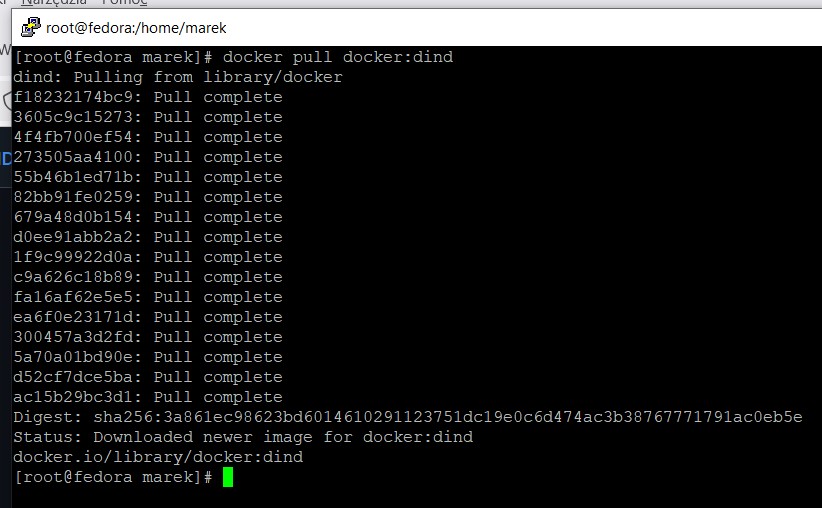 Narzędzia Pomoc
root@fedora:/home/marek
[root@fedora marek]# docker pull docker:dind
dind: Pulling from library/docker
f18232174bc9: Pull complete
3605c9c15273: Pull complete
4f4fb700ef54: Pull complete
273505aa4100: Pull complete
55b46b1ed71b: Pull complete
82bb91fe0259: Pull complete
679a48d0b154: Pull complete
d0ee91abb2a2: Pull complete
1f9c99922d0a: Pull complete
c9a626c18b89: Pull complete
fa16af62e5e5: Pull complete
ea6f0e23171d: Pull complete
300457a3d2fd: Pull complete
5a70a01bd90e: Pull complete
d52cf7dce5ba: Pull complete
ac15b29bc3d1: Pull complete
Digest: sha256:3a861ec98623bd6014610291123751dc19e0c6d474ac3b38767771791ac0eb5e
Status: Downloaded newer image for docker:dind
docker.io/library/docker:dind
[root@fedora marek]#